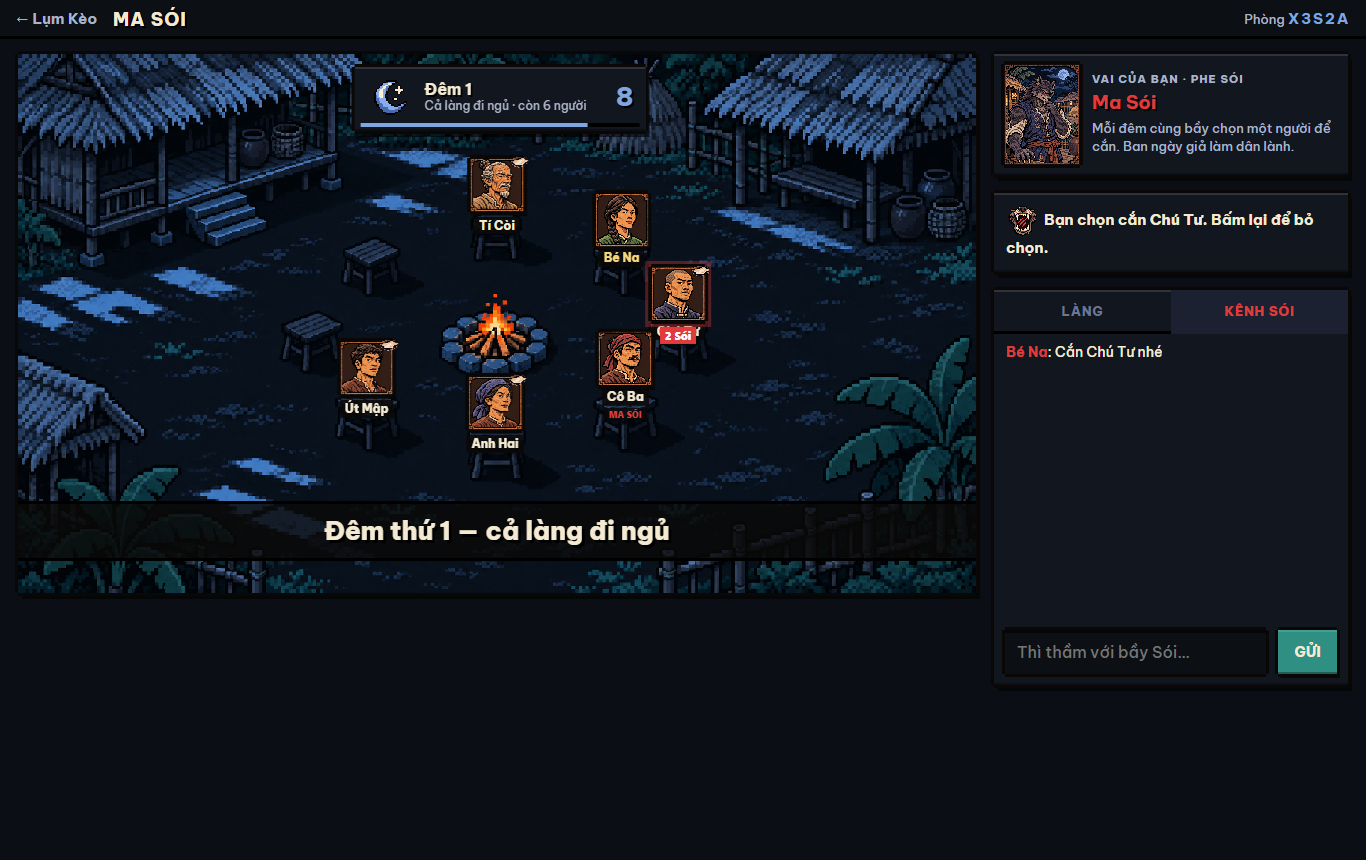 ← Lụm Kèo MA SÓI
Phòng X3S2A
Đêm 1
Cả làng đi ngủ · còn 6 người
8
Tí Còi
Bé Na
2 Sói
Cô Ba
MA SÓI
Út Mập
Anh Hai
Đêm thứ 1 — cả làng đi ngủ
VAI CỦA BẠN · PHE SÓI
Ma Sói
Mỗi đêm cùng bầy chọn một người để
cắn. Ban ngày giả làm dân lành.
Bạn chọn cắn Chú Tư. Bấm lại để bỏ
chọn.
LÀNG
KÊNH SÓI
Bé Na: Cắn Chú Tư nhé
Thì thầm với bầy Sói...
GỬI